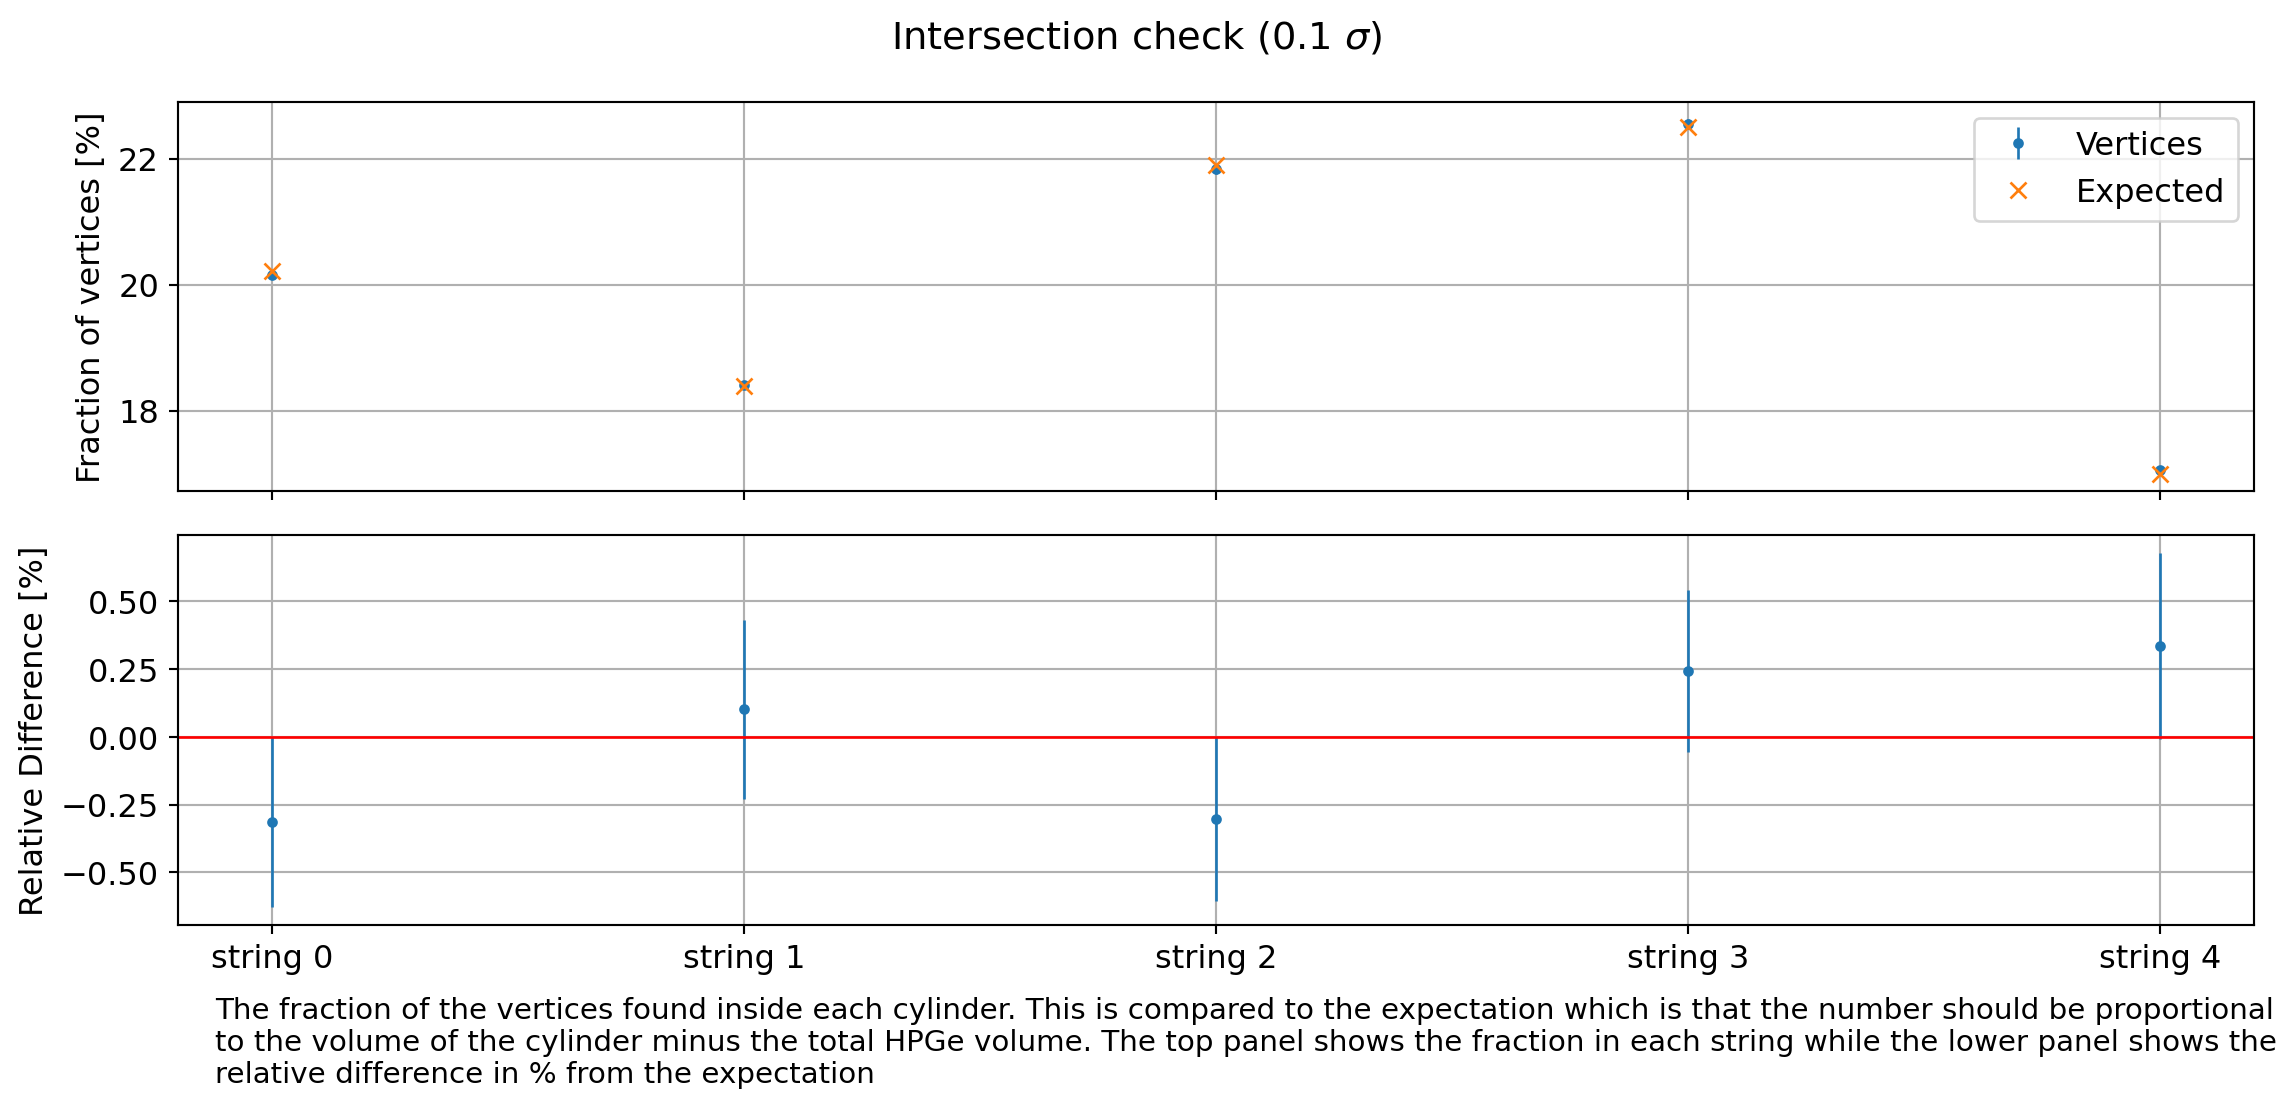 Intersection check (0.1 σ)
Fraction of vertices [%]
22
20
18
Vertices
Expected
Relative Difference [%]
0.50
0.25
0.00
−0.25
−0.50
string 0
string 1
string 2
string 3
string 4
The fraction of the vertices found inside each cylinder. This is compared to the expectation which is that the number should be proportional
to the volume of the cylinder minus the total HPGe volume. The top panel shows the fraction in each string while the lower panel shows the
relative difference in % from the expectation